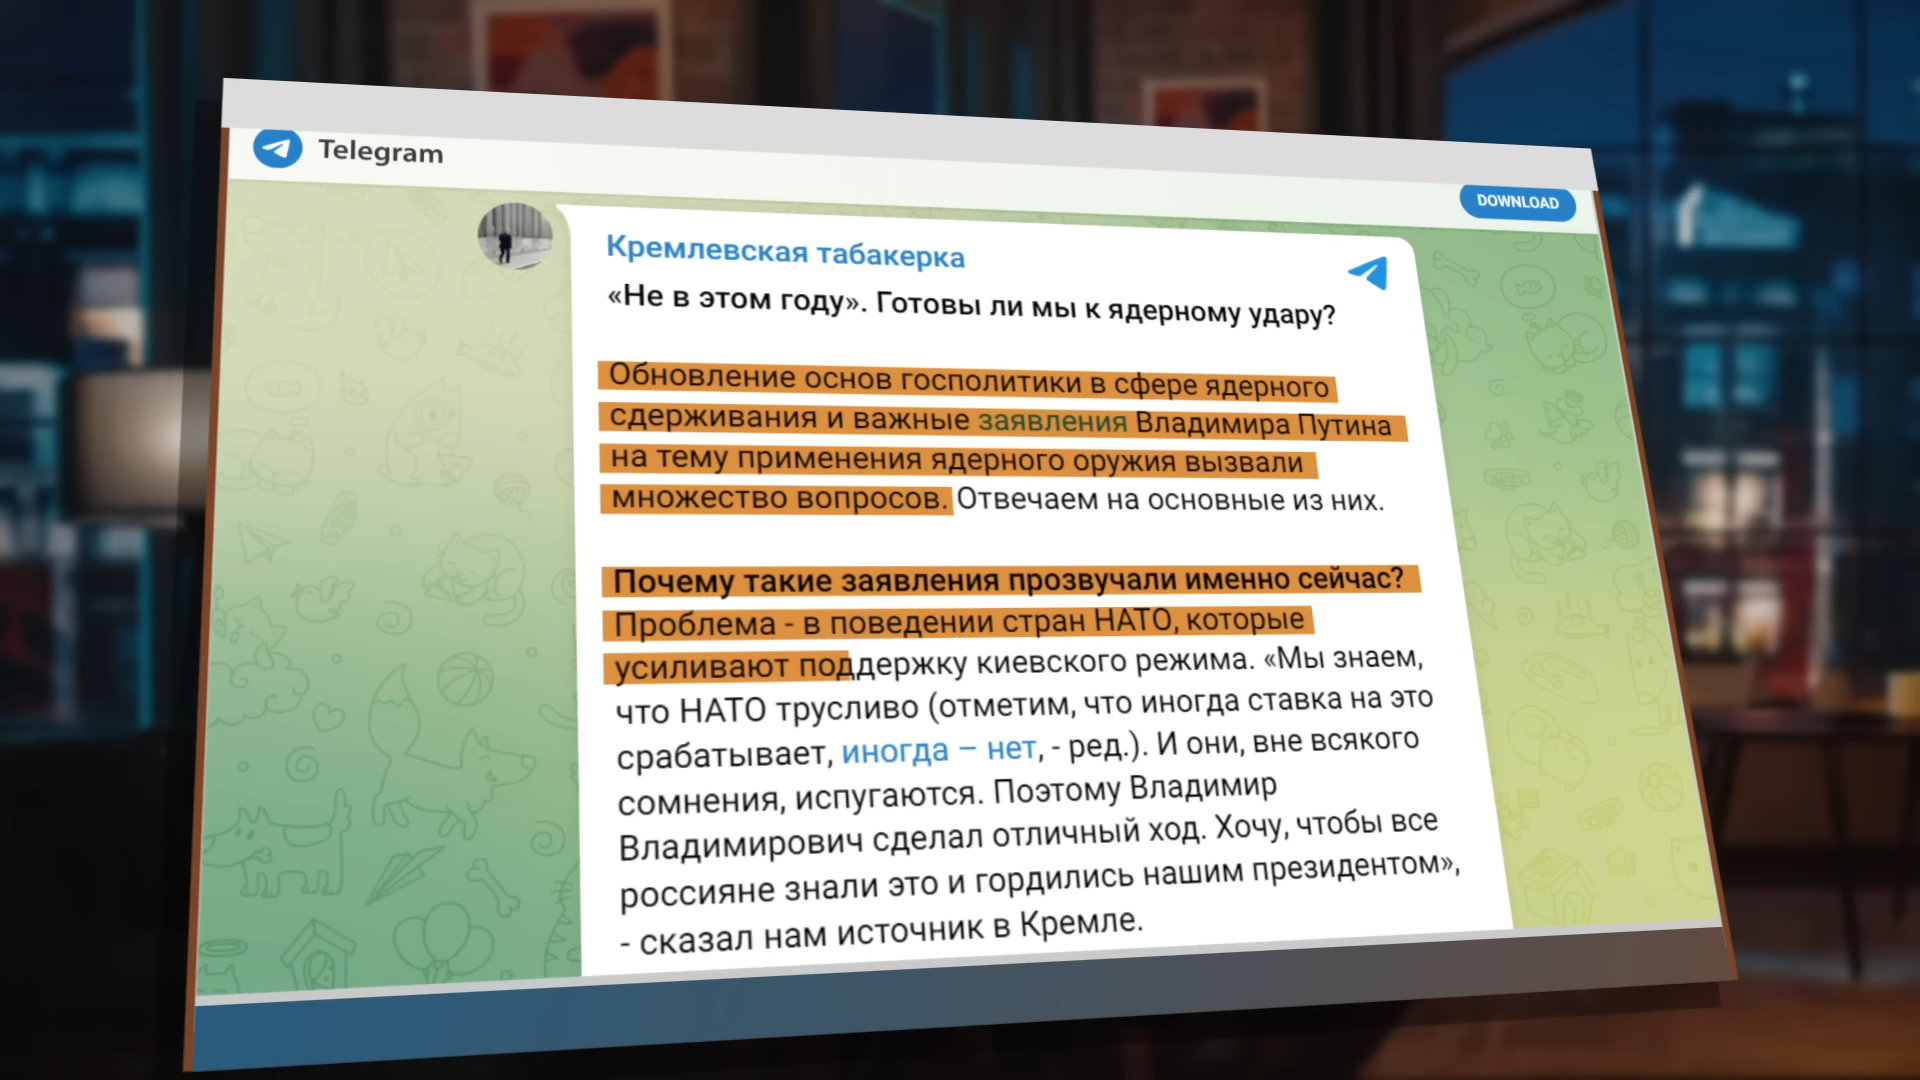 Telegram
DOWNLOAD
Кремлевская табакерка
«Не в этом году». Готовы ли мы к ядерному удару?
Обновление основ госполитики в сфере ядерного
сдерживания и важные заявления Владимира Путина
на тему применения ядерного оружия вызвали
множество вопросов. Отвечаем на основные из них.
Почему такие заявления прозвучали именно сейчас?
Проблема - в поведении стран НАТО, которые
усиливают поддержку киевского режима. «Мы знаем,
что НАТО трусливо (отметим, что иногда ставка на это
срабатывает, иногда – нет, - ред.). И они, вне всякого
сомнения, испугаются. Поэтому Владимир
Владимирович сделал отличный ход. Хочу, чтобы все
россияне знали это и гордились нашим президентом»,
- сказал нам источник в Кремле.